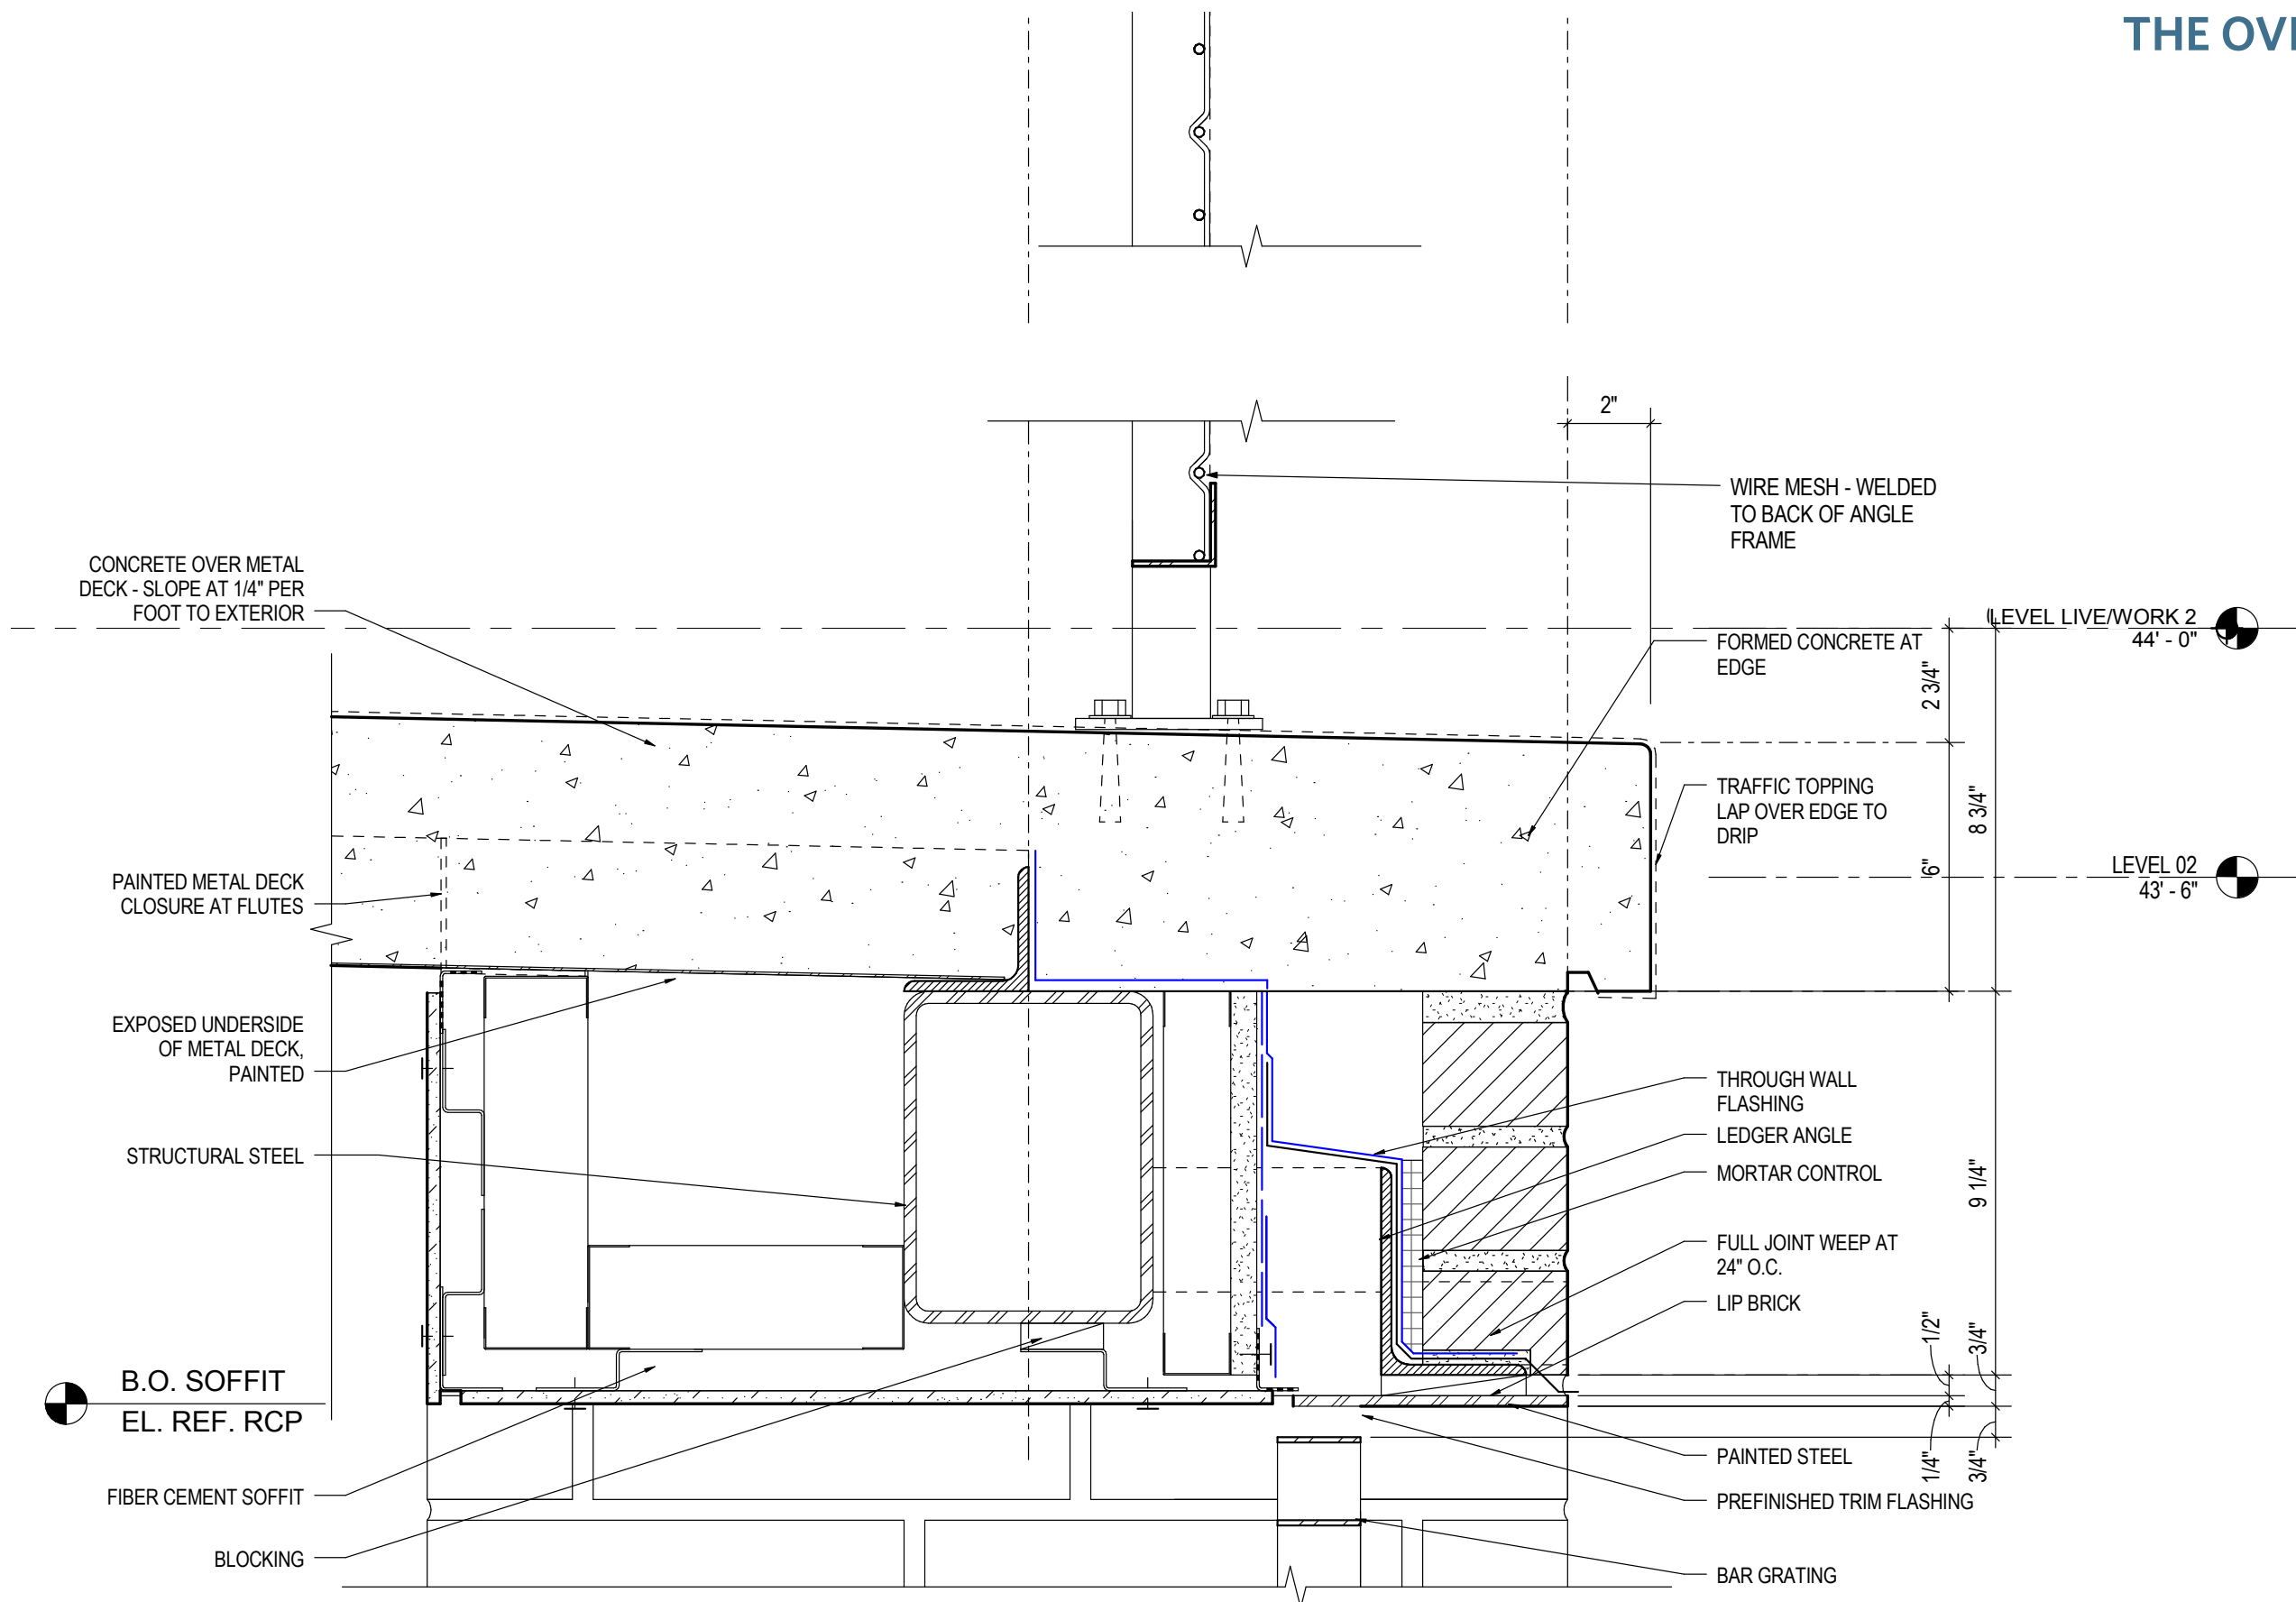 THE OV
2"
WIRE MESH - WELDED
TO BACK OF ANGLE
FRAME
CONCRETE OVER METAL
DECK - SLOPE AT 1/4" PER
FOOT TO EXTERIOR
LEVEL LIVE/WORK 2
44' - 0"
FORMED CONCRETE AT
EDGE
2 3/4"
TRAFFIC TOPPING
LAP OVER EDGE TO
DRIP
8 3/4"
6"
LEVEL 02
43' - 6"
PAINTED METAL DECK
CLOSURE AT FLUTES
EXPOSED UNDERSIDE
OF METAL DECK,
PAINTED
THROUGH WALL
FLASHING
LEDGER ANGLE
STRUCTURAL STEEL
MORTAR CONTROL
9 1/4"
FULL JOINT WEEP AT
24" O.C.
LIP BRICK
1/2"
3/4"
B.O. SOFFIT
EL. REF. RCP
PAINTED STEEL
1/4"
3/4"
FIBER CEMENT SOFFIT
PREFINISHED TRIM FLASHING
BLOCKING
BAR GRATING